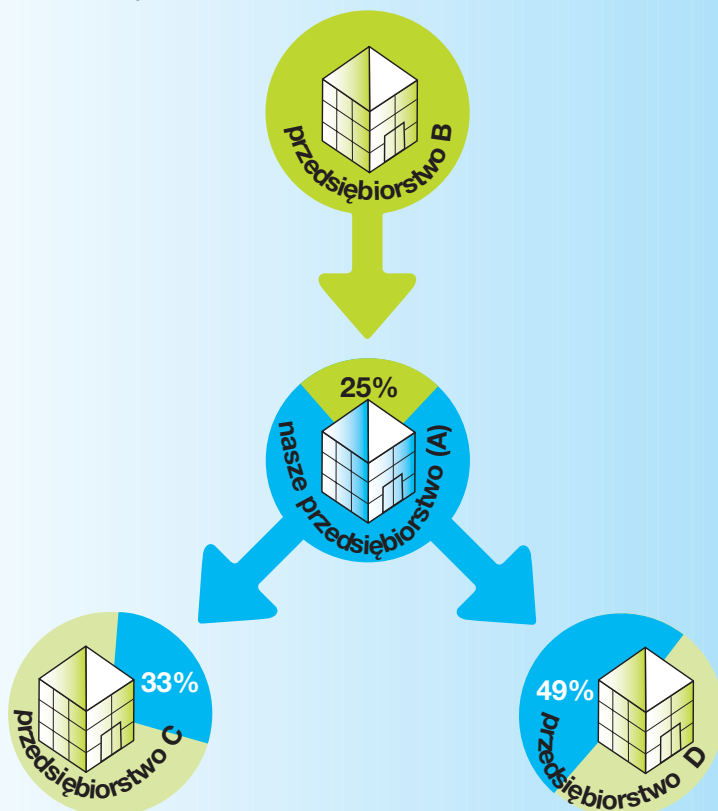 przedsiębiorstwo B
25%
nasze przedsiębiorstwo (A)
33%
przedsiębiorstwo C
49%
przedsiębiorstwo D